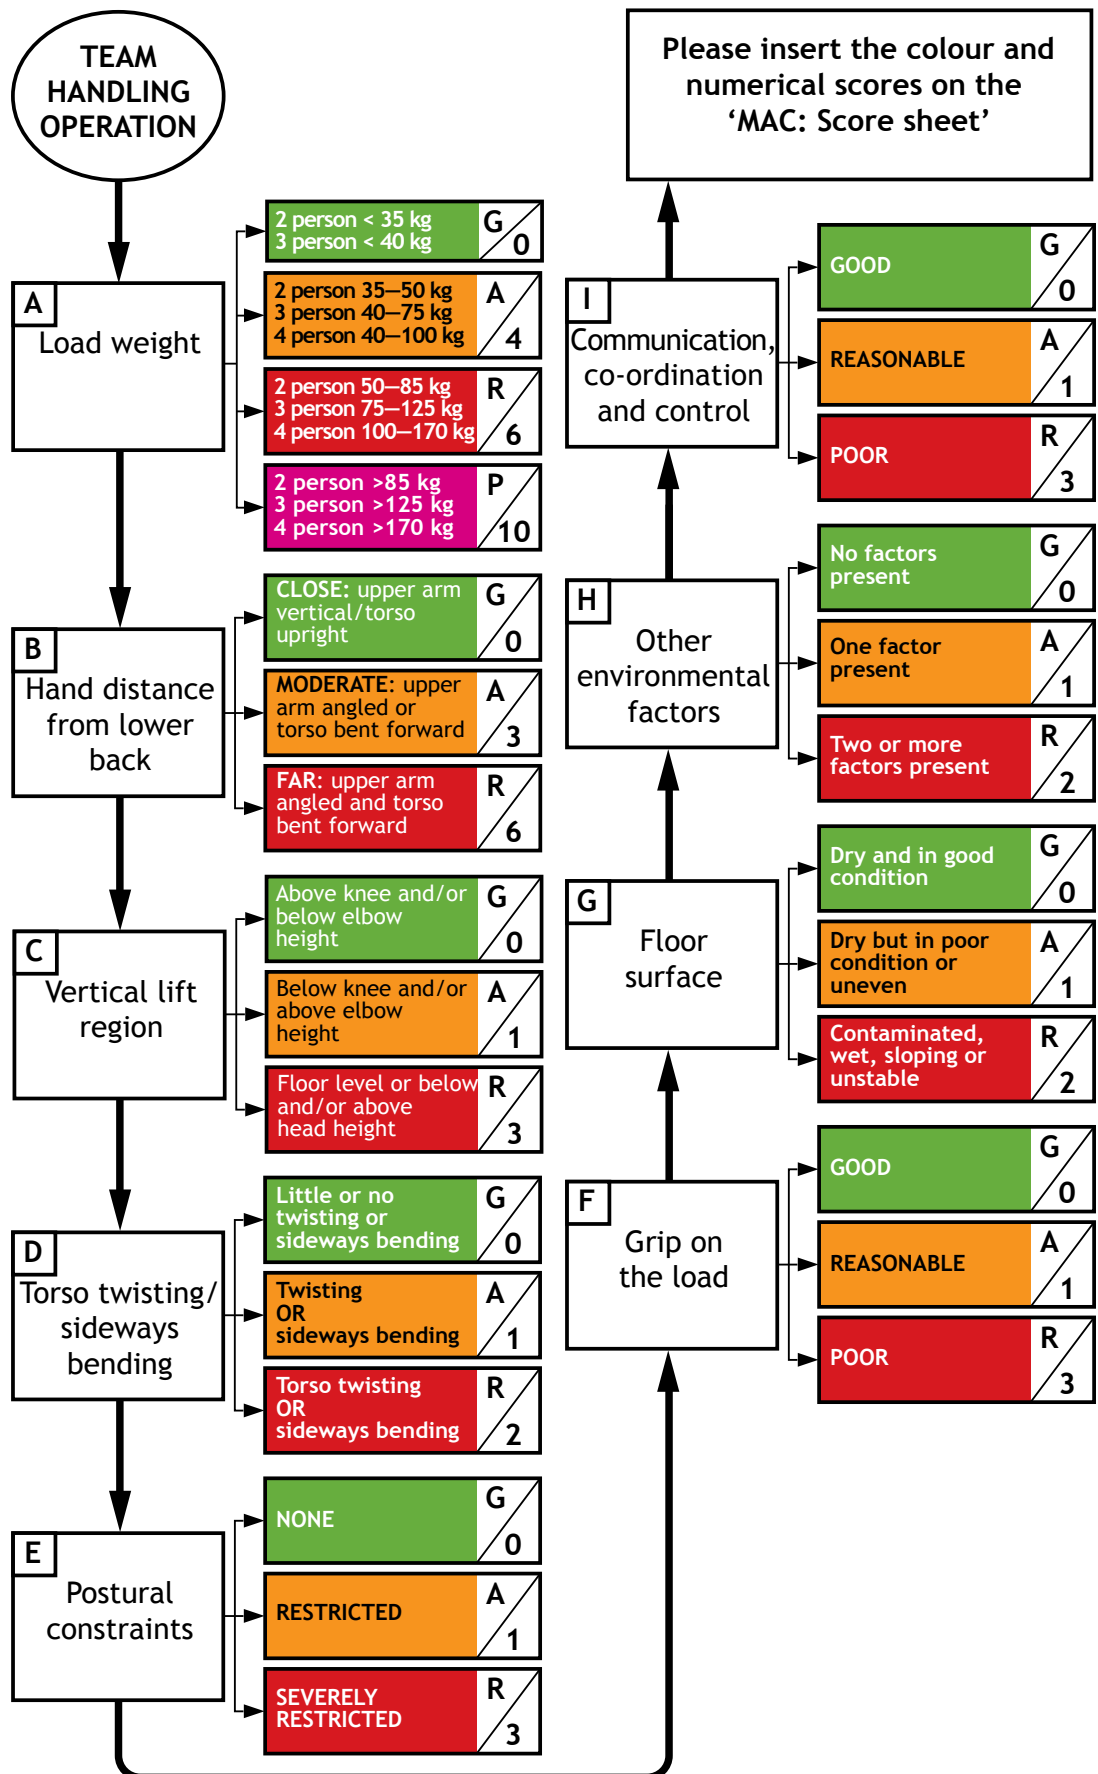 TEAM
HANDLING
OPERATION
A
Load weight
2 person < 35 kg
3 person < 40 kg
G
0
2 person 35—50 kg
3 person 40—75 kg
4 person 40—100 kg
A
4
2 person 50—85 kg
3 person 75—125 kg
4 person 100—170 kg
R
6
2 person >85 kg
3 person >125 kg
4 person >170 kg
P
10
B
Hand distance
from lower
back
CLOSE: upper arm
vertical/torso
upright
G
0
MODERATE: upper
arm angled or
torso bent forward
A
3
FAR: upper arm
angled and torso
bent forward
R
6
C
Vertical lift
region
Above knee and/or
below elbow
height
G
0
Below knee and/or
above elbow
height
A
1
Floor level or below
and/or above
head height
R
3
D
Torso twisting/
sideways
bending
Little or no
twisting or
sideways bending
G
0
Twisting
OR
sideways bending
A
1
Torso twisting
OR
sideways bending
R
2
E
Postural
constraints
NONE
G
0
RESTRICTED
A
1
SEVERELY
RESTRICTED
R
3
F
Grip on
the load
GOOD
G
0
REASONABLE
A
1
POOR
R
3
G
Floor
surface
Dry and in good
condition
G
0
Dry but in poor
condition or
uneven
A
1
Contaminated,
wet, sloping or
unstable
R
2
H
Other
environmental
factors
No factors
present
G
0
One factor
present
A
1
Two or more
factors present
R
2
I
Communication,
co-ordination
and control
GOOD
G
0
REASONABLE
A
1
POOR
R
3
Please insert the colour and
numerical scores on the
‘MAC: Score sheet’